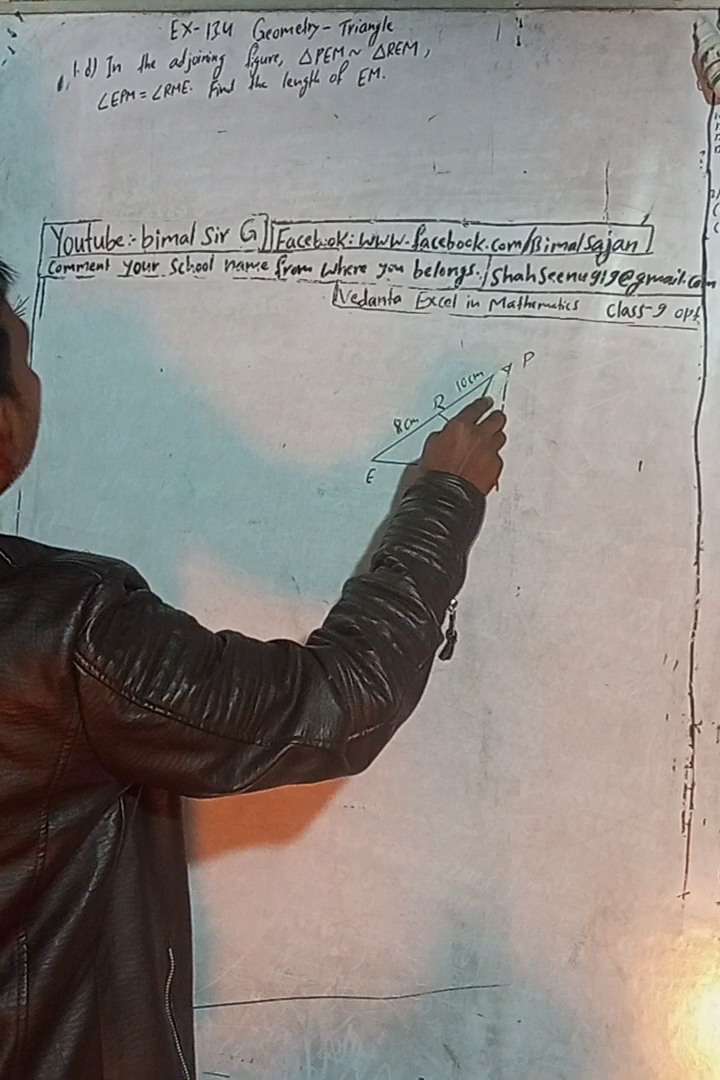 EX-13.4 Geometry - Triangle
1. d) In the adjoining figure, △PEM ~ △REM,
∠EPM = ∠RME. Find the length of EM.
Youtube:- bimal Sir G
Facebook: www.facebook.com/Bimalsajan
Comment your School name from where you belongs.
Shahseenu919@gmail.com
Vedanta Excel in Mathematics Class-9 opt
P
10cm
R
8cm
E